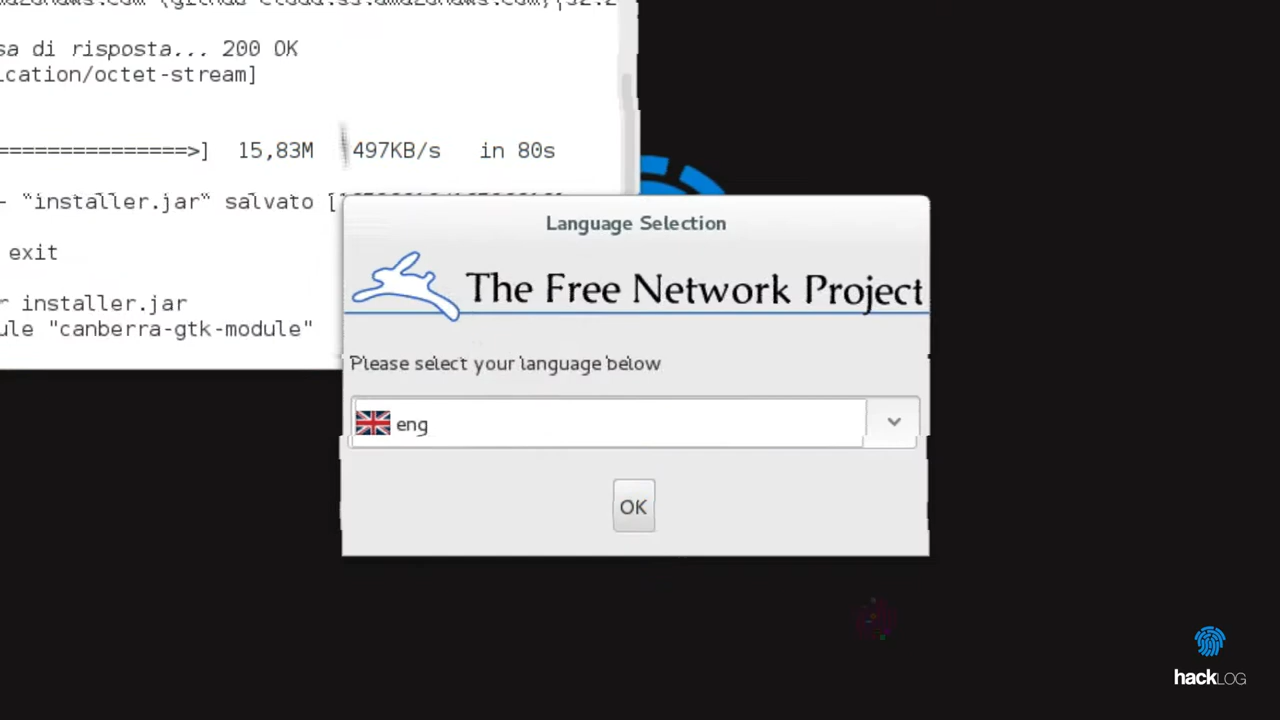 sa di risposta... 200 OK
ication/octet-stream]
===============>] 15,83M 497KB/s in 80s
- "installer.jar" salvato [
exit
r installer.jar
ule "canberra-gtk-module"
Language Selection
The Free Network Project
Please select your language below
eng
OK
hackLOG